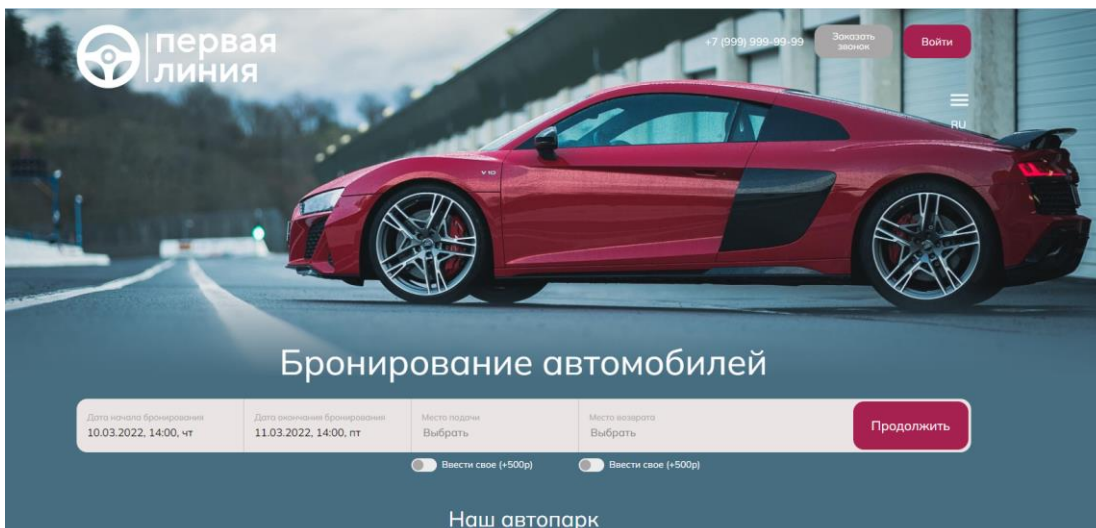 первая
линия
+7 (999) 999-99-99
Заказать
звонок
Войти
RU
V10
Бронирование автомобилей
Дата начала бронирования
10.03.2022, 14:00, чт
Дата окончания бронирования
11.03.2022, 14:00, пт
Место подачи
Выбрать
Место возврата
Выбрать
Продолжить
Ввести свое (+500р)
Ввести свое (+500р)
Наш автопарк